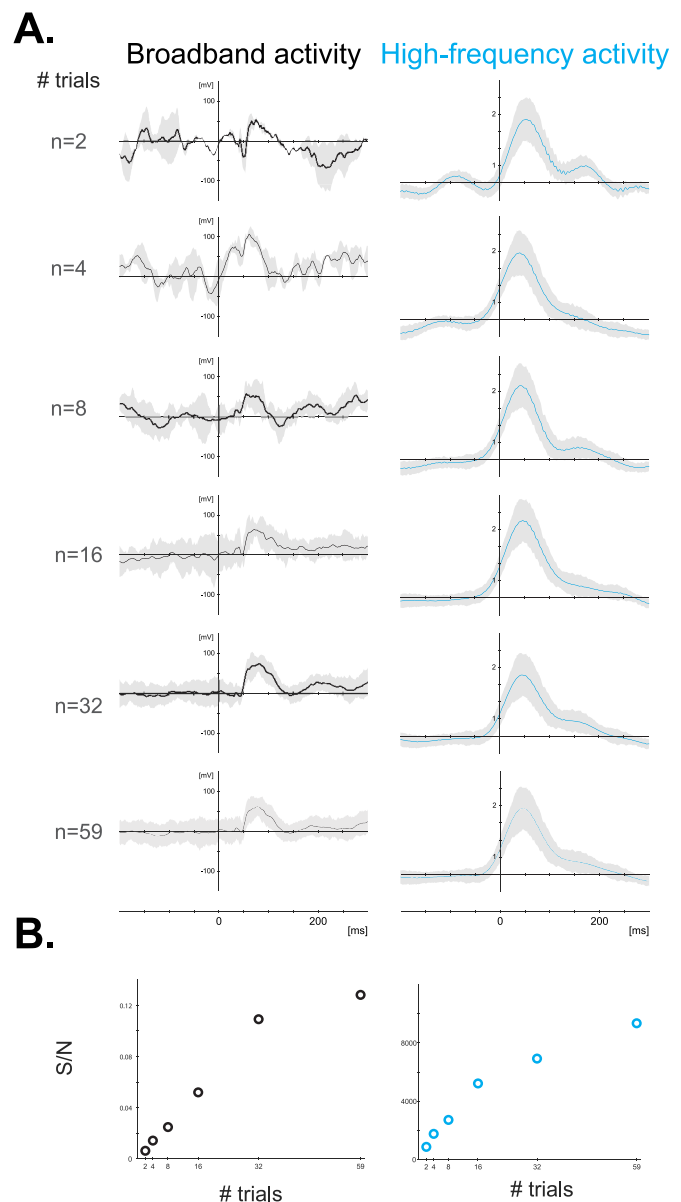 A.
Broadband activity High-frequency activity
# trials
[mV]
100
-100
2
1
n=2
[mV]
100
-100
2
1
n=4
[mV]
100
-100
2
1
n=8
[mV]
100
-100
2
1
n=16
[mV]
100
-100
2
1
n=32
[mV]
100
-100
2
1
n=59
0 200 0 200
[ms] [ms]
B.
S/N
0.12
0.08
0.04
0
2 4 8 16 32 59
# trials
8000
4000
0
2 4 8 16 32 59
# trials